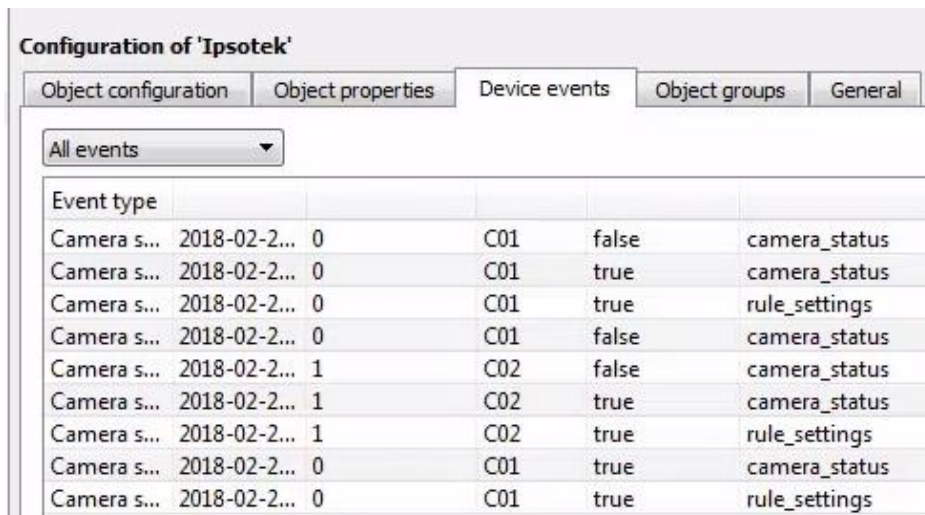 Configuration of 'Ipsotek'
Object configuration Object properties Device events Object groups General
All events
Event type
Camera s... 2018-02-2... 0 C01 false camera_status
Camera s... 2018-02-2... 0 C01 true camera_status
Camera s... 2018-02-2... 0 C01 true rule_settings
Camera s... 2018-02-2... 0 C01 false camera_status
Camera s... 2018-02-2... 1 C02 false camera_status
Camera s... 2018-02-2... 1 C02 true camera_status
Camera s... 2018-02-2... 1 C02 true rule_settings
Camera s... 2018-02-2... 0 C01 true camera_status
Camera s... 2018-02-2... 0 C01 true rule_settings